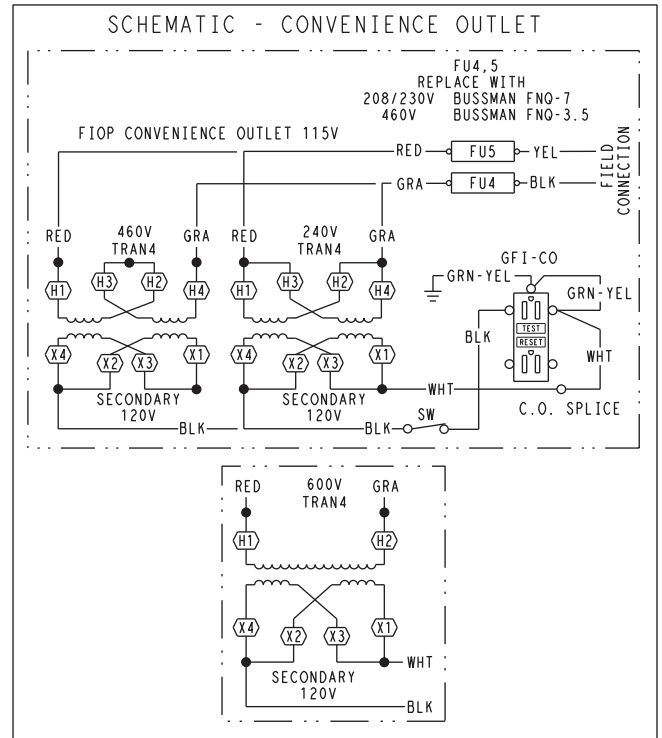 SCHEMATIC - CONVENIENCE OUTLET
FU4,5
REPLACE WITH
208/230V BUSSMAN FNQ-7
460V BUSSMAN FNQ-3.5
FIOP CONVENIENCE OUTLET 115V
RED FU5 YEL
GRA FU4 BLK
FIELD
CONNECTION
RED 460V GRA RED 240V GRA
TRAN4 TRAN4
H1 H3 H2 H4 H1 H3 H2 H4
GFI-CO
GRN-YEL
GRN-YEL
TEST
RESET
BLK
WHT
X4 X2 X3 X1 X4 X2 X3 X1
SECONDARY SECONDARY
120V 120V
WHT
C.O. SPLICE
BLK BLK SW
RED 600V GRA
TRAN4
H1 H2
X4 X2 X3 X1
WHT
SECONDARY
120V
BLK